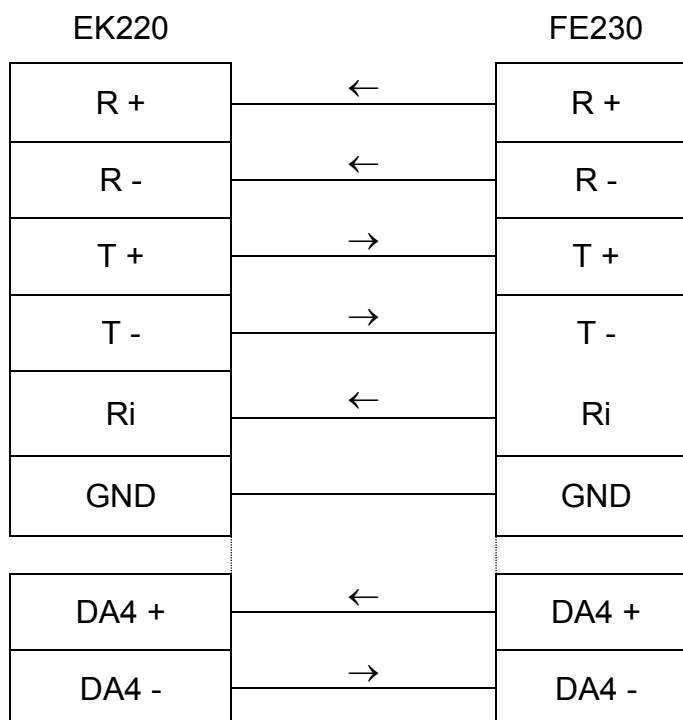 EK220 FE230
R + ← R +
R - ← R -
T + → T +
T - → T -
Ri ← Ri
GND GND
DA4 + ← DA4 +
DA4 - → DA4 -